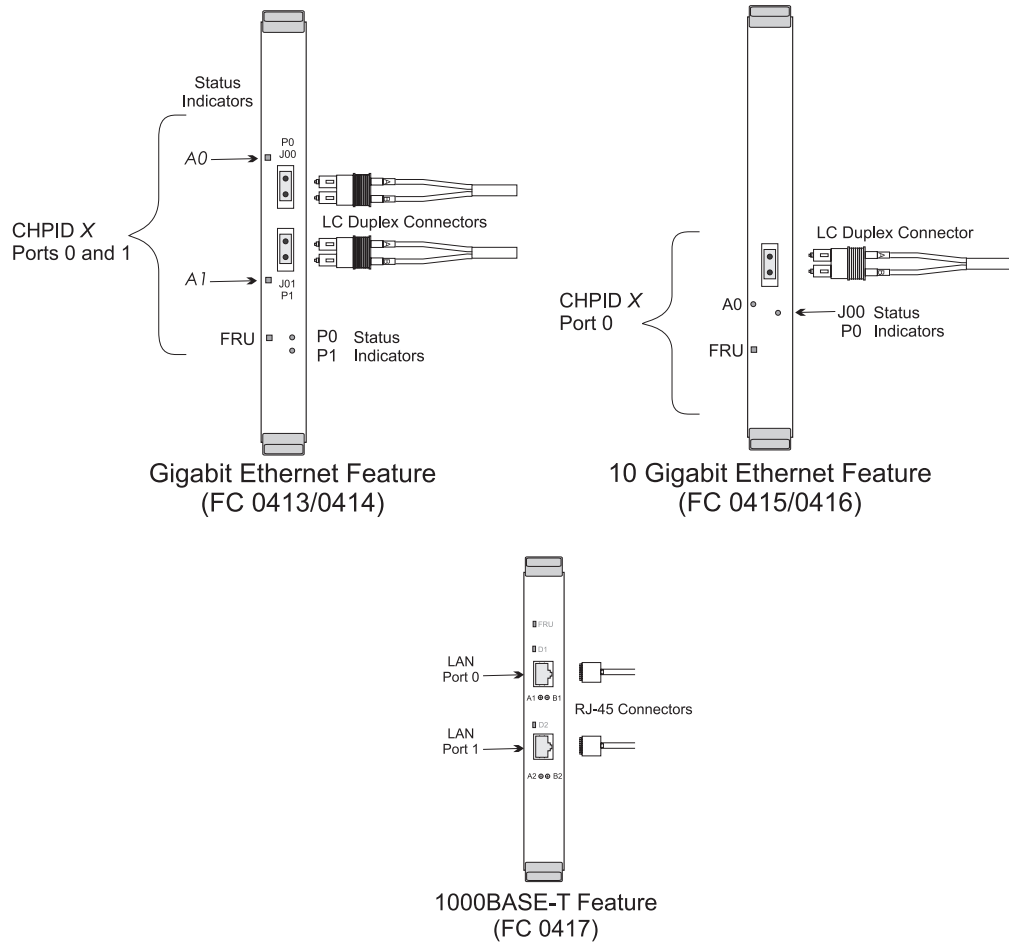 Status
Indicators
P0
J00
A0
LC Duplex Connectors
CHPID X
Ports 0 and 1
A1
J01
P1
FRU
P0 Status
P1 Indicators
Gigabit Ethernet Feature
(FC 0413/0414)
LC Duplex Connector
CHPID X
Port 0
A0
J00 Status
P0 Indicators
FRU
10 Gigabit Ethernet Feature
(FC 0415/0416)
FRU
D1
LAN
Port 0
A1 B1
RJ-45 Connectors
D2
LAN
Port 1
A2 B2
1000BASE-T Feature
(FC 0417)